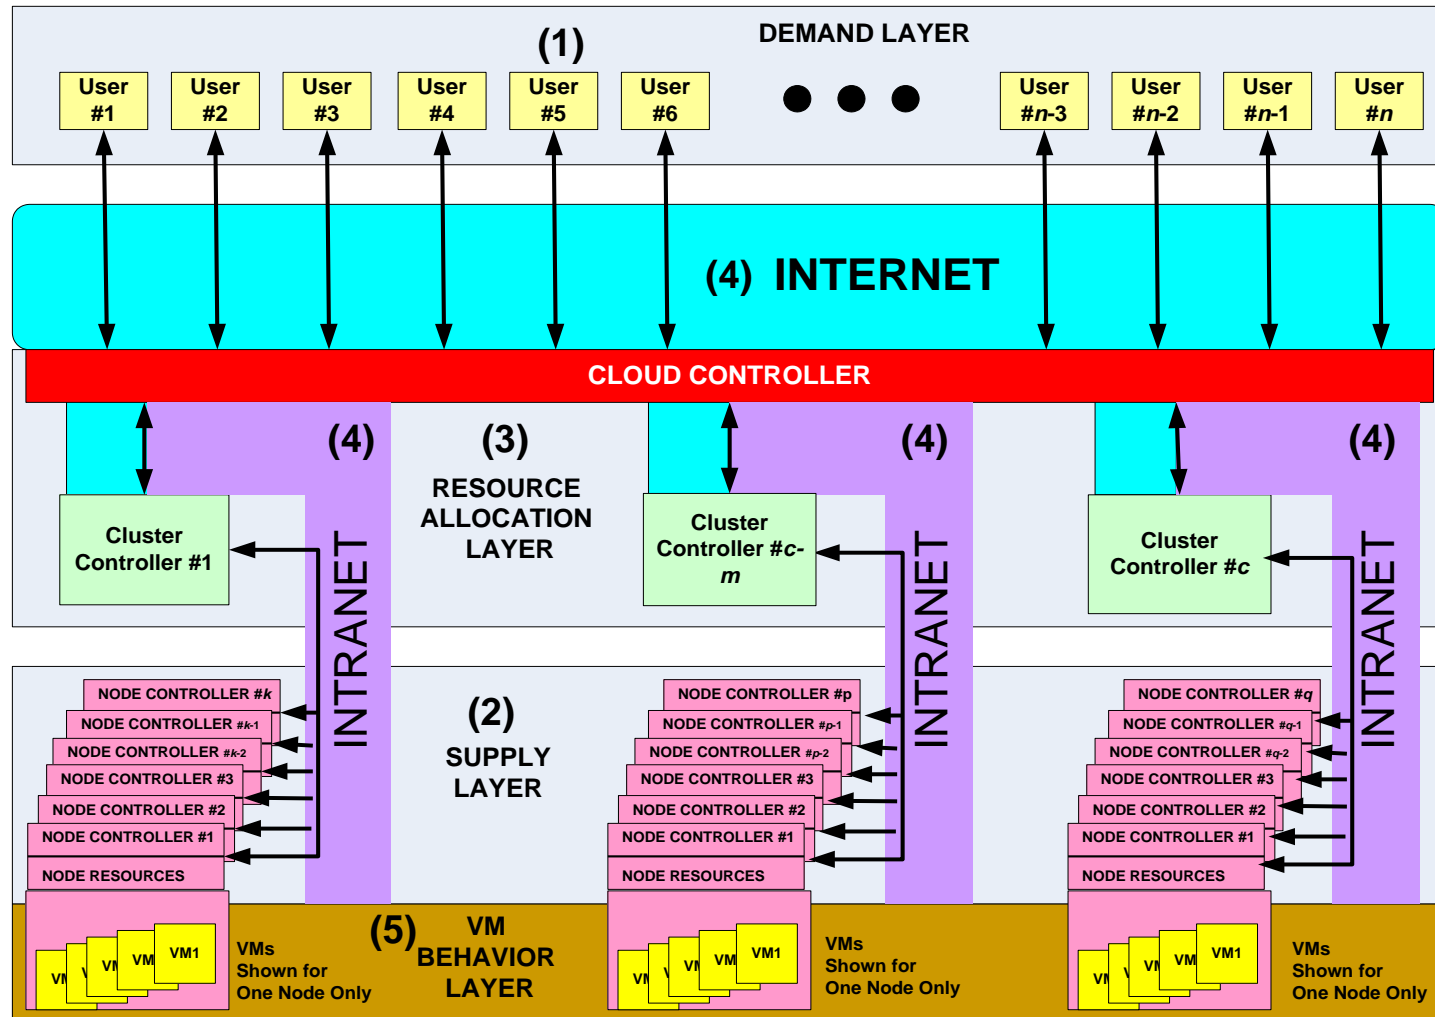 DEMAND LAYER
(1)
User
#1
User
#2
User
#3
User
#4
User
#5
User
#6
User
#n-3
User
#n-2
User
#n-1
User
#n
(4) INTERNET
CLOUD CONTROLLER
(4)
(3)
(4)
(4)
RESOURCE
ALLOCATION
LAYER
Cluster
Controller #1
Cluster
Controller #c-
m
Cluster
Controller #c
INTRANET
INTRANET
INTRANET
(2)
SUPPLY
LAYER
NODE CONTROLLER #k
NODE CONTROLLER #k-1
NODE CONTROLLER #k-2
NODE CONTROLLER #3
NODE CONTROLLER #2
NODE CONTROLLER #1
NODE RESOURCES
NODE CONTROLLER #p
NODE CONTROLLER #p-1
NODE CONTROLLER #p-2
NODE CONTROLLER #3
NODE CONTROLLER #2
NODE CONTROLLER #1
NODE RESOURCES
NODE CONTROLLER #q
NODE CONTROLLER #q-1
NODE CONTROLLER #q-2
NODE CONTROLLER #3
NODE CONTROLLER #2
NODE CONTROLLER #1
NODE RESOURCES
(5)
VM
BEHAVIOR
LAYER
VM1
VMs
Shown for
One Node Only
VM1
VMs
Shown for
One Node Only
VM1
VMs
Shown for
One Node Only